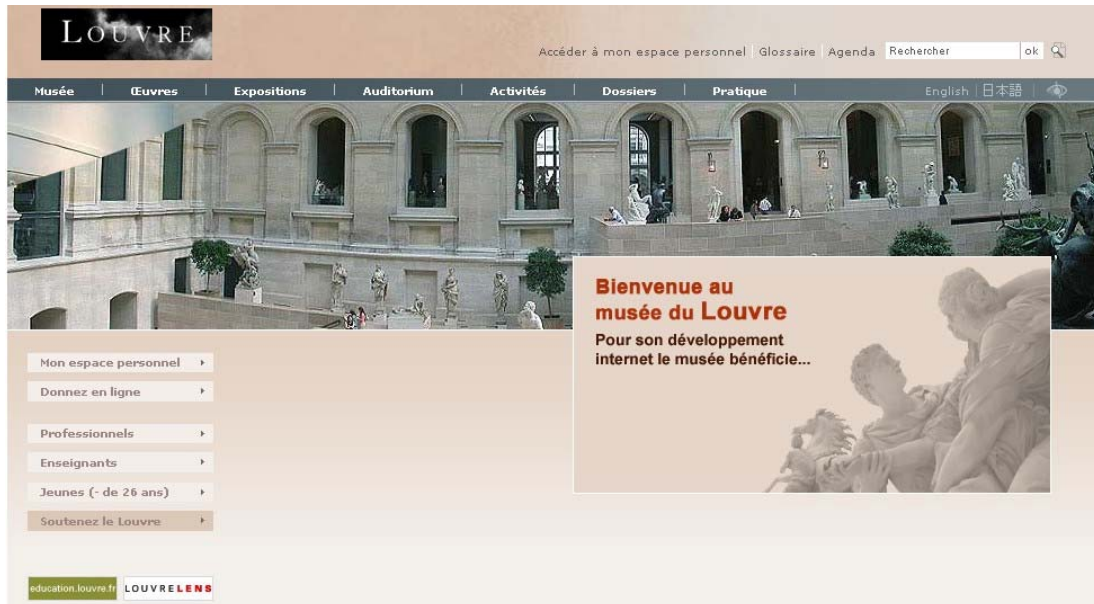 LOUVRE
Accéder à mon espace personnel | Glossaire | Agenda Rechercher ok
Musée | Œuvres | Expositions | Auditorium | Activités | Dossiers | Pratique | English | 日本語 |
Bienvenue au
musée du Louvre
Pour son développement
internet le musée bénéficie...
Mon espace personnel
Donnez en ligne
Professionnels
Enseignants
Jeunes (- de 26 ans)
Soutenez le Louvre
education.louvre.fr LOUVRELENS